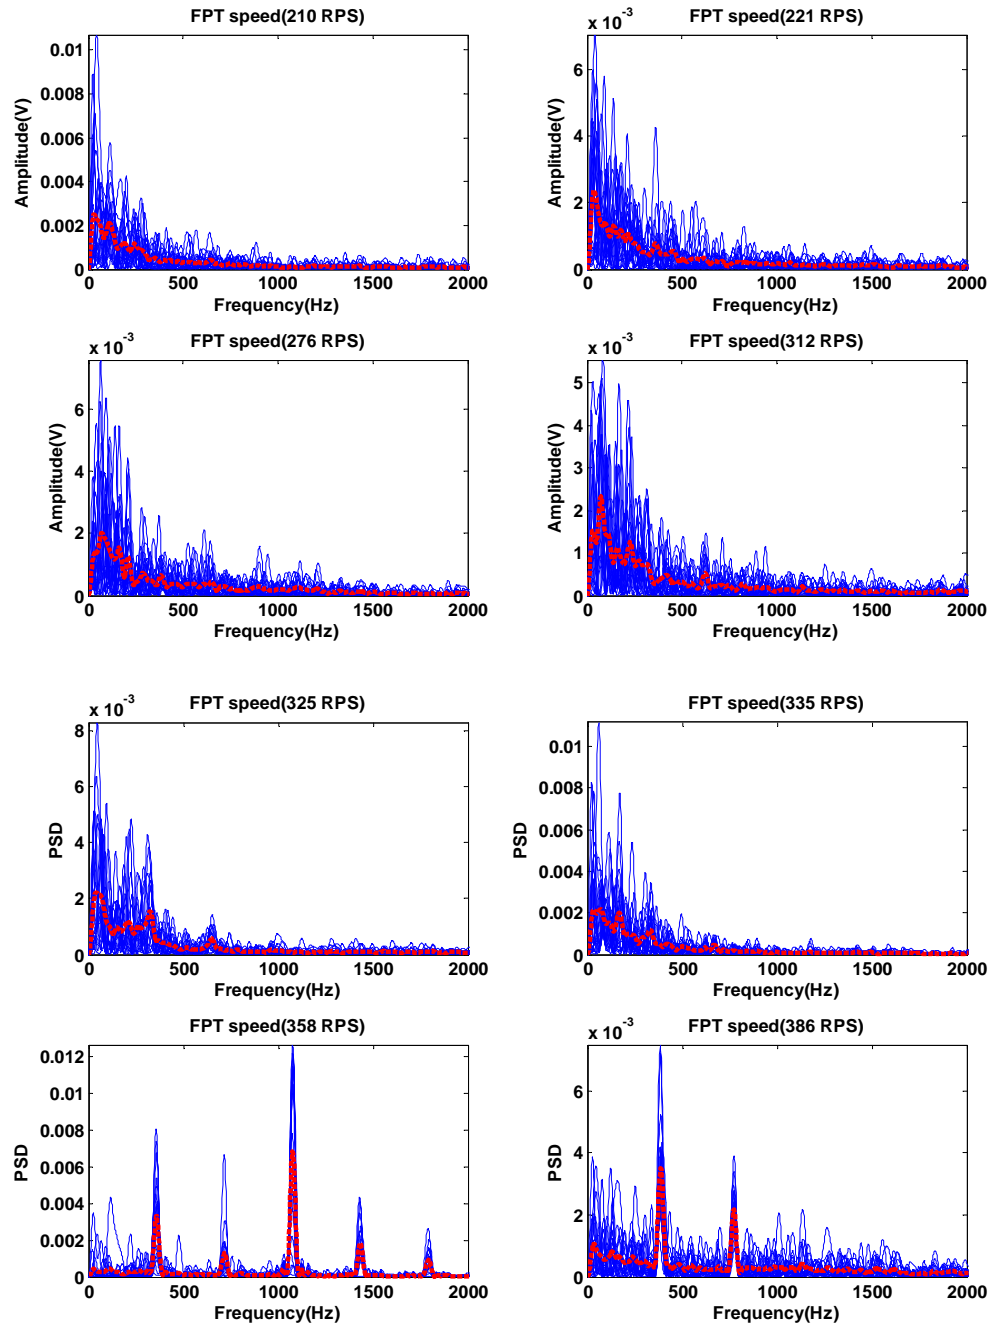 FPT speed(210 RPS)
0.01
0.008
0.006
0.004
0.002
0
Amplitude(V)
0 500 1000 1500 2000
Frequency(Hz)
FPT speed(221 RPS)
x 10-3
6
4
2
0
Amplitude(V)
0 500 1000 1500 2000
Frequency(Hz)
FPT speed(276 RPS)
x 10-3
6
4
2
0
Amplitude(V)
0 500 1000 1500 2000
Frequency(Hz)
FPT speed(312 RPS)
x 10-3
5
4
3
2
1
0
Amplitude(V)
0 500 1000 1500 2000
Frequency(Hz)
FPT speed(325 RPS)
x 10-3
8
6
4
2
0
PSD
0 500 1000 1500 2000
Frequency(Hz)
FPT speed(335 RPS)
0.01
0.008
0.006
0.004
0.002
0
PSD
0 500 1000 1500 2000
Frequency(Hz)
FPT speed(358 RPS)
0.012
0.01
0.008
0.006
0.004
0.002
0
PSD
0 500 1000 1500 2000
Frequency(Hz)
FPT speed(386 RPS)
x 10-3
6
4
2
0
PSD
0 500 1000 1500 2000
Frequency(Hz)